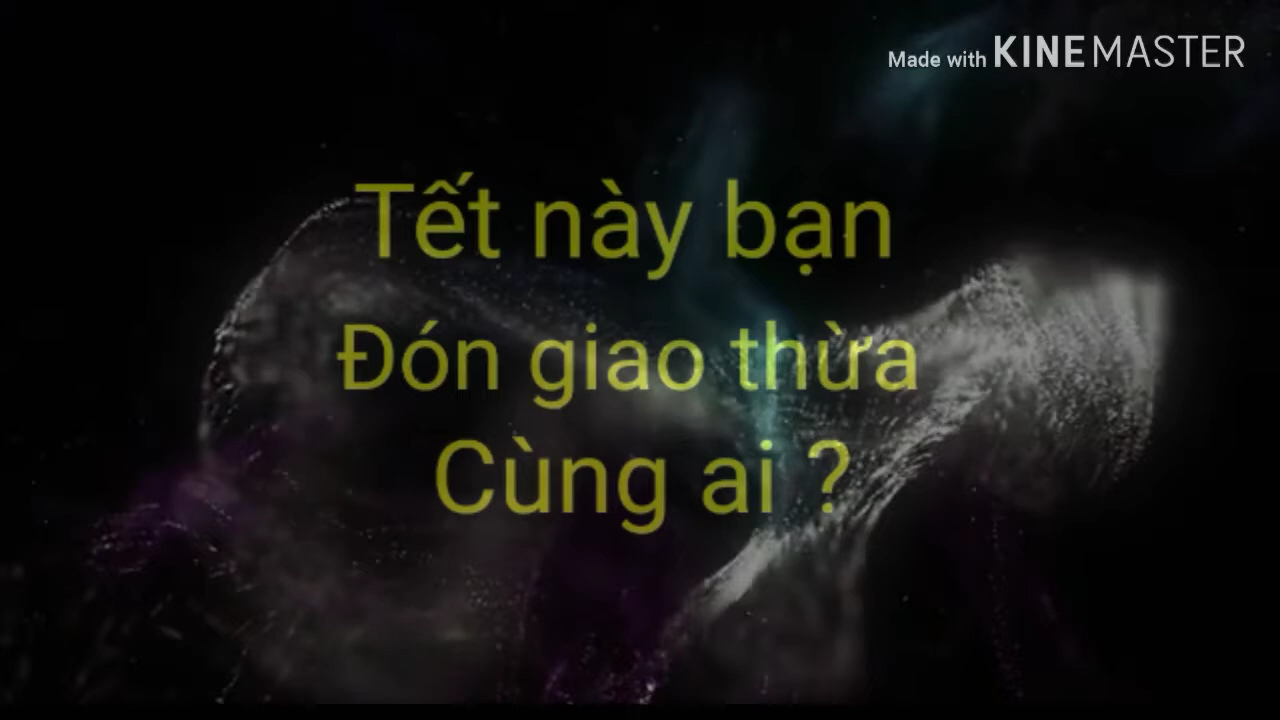 Made with KINEMASTER
Tết này bạn
Đón giao thừa
Cùng ai ?